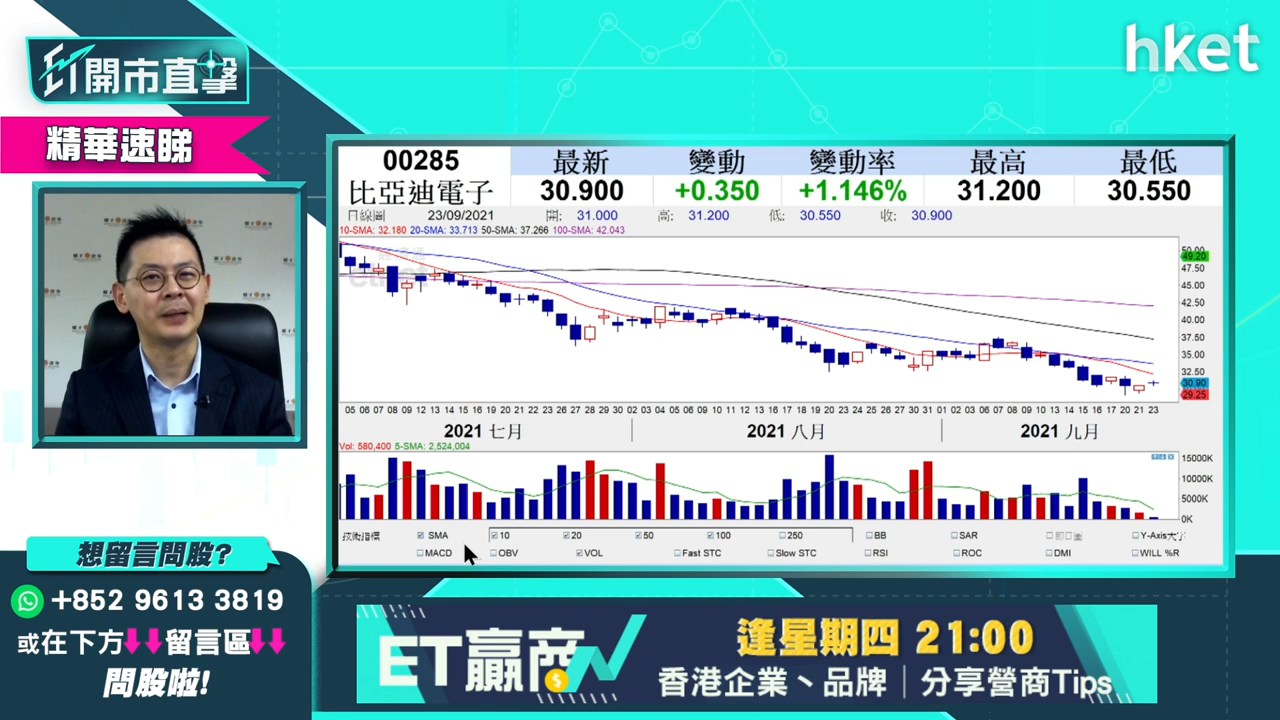 ET開市直擊
hket
精華速睇
00285
比亞迪電子
最新 變動 變動率 最高 最低
30.900 +0.350 +1.146% 31.200 30.550
日線圖 23/09/2021 開: 31.000 高: 31.200 低: 30.550 收: 30.900
10-SMA: 32.180 20-SMA: 33.713 50-SMA: 37.266 100-SMA: 42.043
50.00
49.20
47.50
45.00
42.50
40.00
37.50
35.00
32.50
30.90
29.25
05 06 07 08 09 12 13 14 15 16 19 20 21 22 23 26 27 28 29 30 02 03 04 05 06 09 10 11 12 13 16 17 18 19 20 23 24 25 26 27 30 31 01 02 03 06 07 08 09 10 13 14 15 16 17 20 21 23
2021 七月 2021 八月 2021 九月
Vol: 580,400 5-SMA: 2,524,004
15000K
10000K
5000K
0K
技術指標 SMA 10 20 50 100 250 BB SAR Y-Axis大字
MACD OBV VOL Fast STC Slow STC RSI ROC DMI WILL %R
想留言問股?
+852 9613 3819
或在下方留言區
問股啦!
ET贏商
逢星期四 21:00
香港企業、品牌｜分享營商Tips